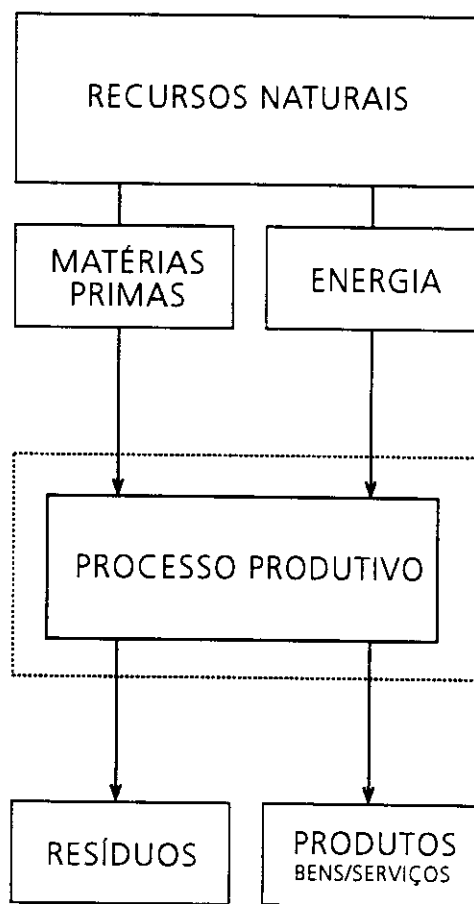 RECURSOS NATURAIS
MATÉRIAS
PRIMAS
ENERGIA
PROCESSO PRODUTIVO
RESÍDUOS
PRODUTOS
BENS/SERVIÇOS